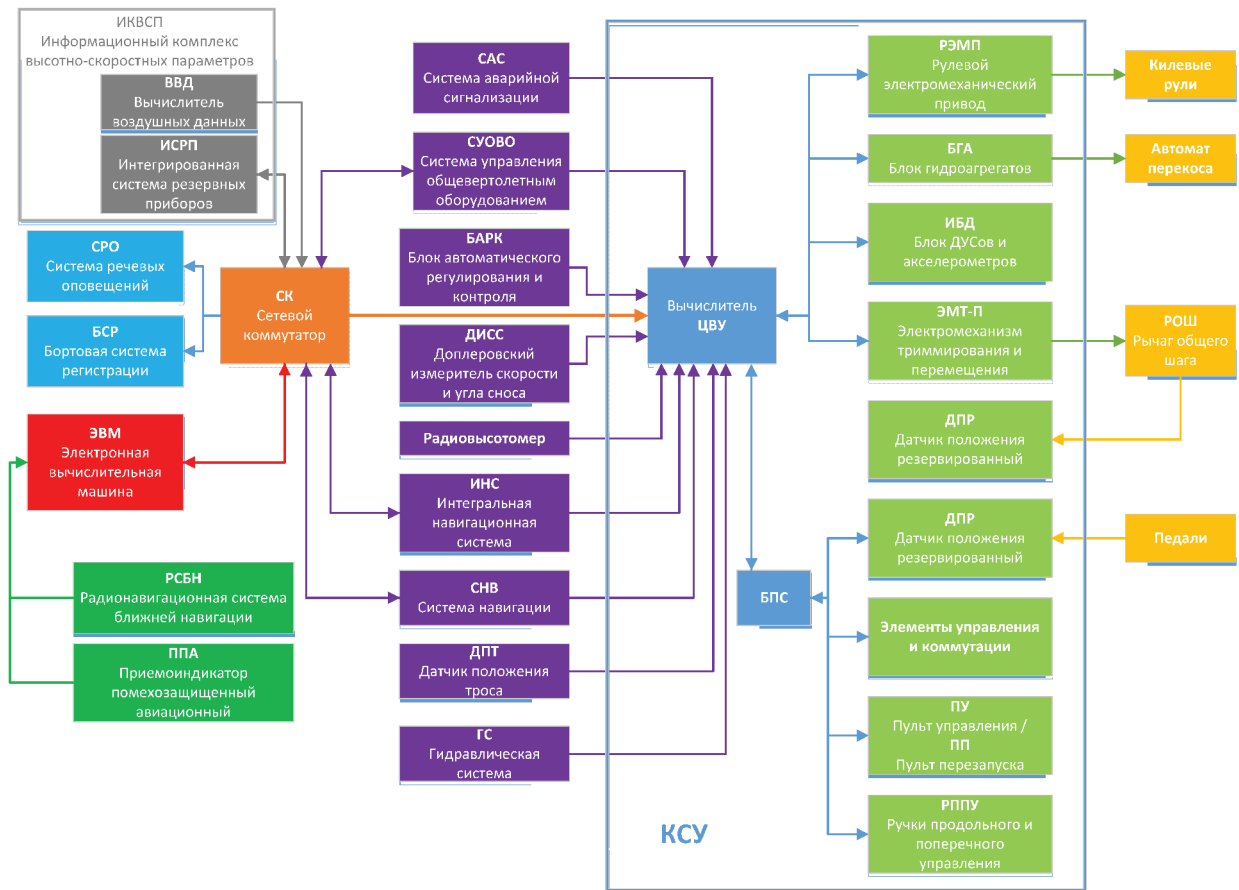 ИКВСП
Информационный комплекс
высотно-скоростных параметров
ВВД
Вычислитель
воздушных данных
ИСРП
Интегрированная
система резервных
приборов
СРО
Система речевых
оповещений
БСР
Бортовая система
регистрации
СК
Сетевой
коммутатор
ЭВМ
Электронная
вычислительная
машина
РСБН
Радионавигационная система
ближней навигации
ППА
Приемоиндикатор
помехозащищенный
авиационный
САС
Система аварийной
сигнализации
СУОВО
Система управления
общевертолетным
оборудованием
БАРК
Блок автоматического
регулирования и
контроля
ДИСС
Доплеровский
измеритель скорости
и угла сноса
Радиовысотомер
ИНС
Интегральная
навигационная
система
СНВ
Система навигации
ДПТ
Датчик положения
троса
ГС
Гидравлическая
система
Вычислитель
ЦВУ
БПС
КСУ
РЭМП
Рулевой
электромеханический
привод
БГА
Блок гидроагрегатов
ИБД
Блок ДУСов и
акселерометров
ЭМТ-П
Электромеханизм
триммирования и
перемещения
ДПР
Датчик положения
резервированный
ДПР
Датчик положения
резервированный
Элементы управления
и коммутации
ПУ
Пульт управления /
ПП
Пульт перезапуска
РППУ
Ручки продольного и
поперечного
управления
Килевые
рули
Автомат
перекоса
РОШ
Рычаг общего
шага
Педали